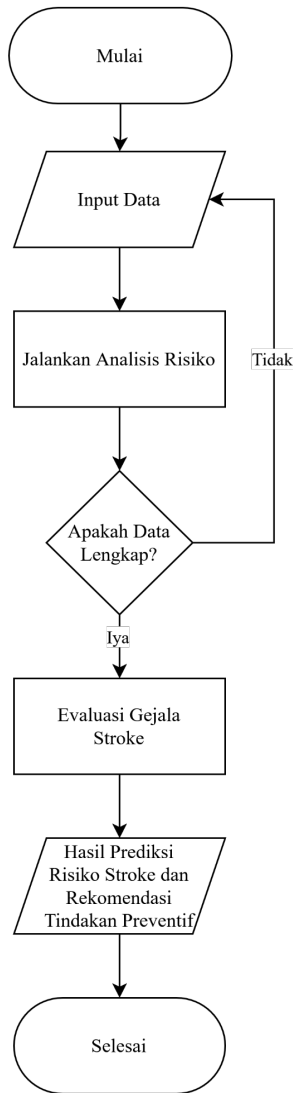 Mulai
Input Data
Jalankan Analisis Risiko
Tidak
Apakah Data
Lengkap?
Iya
Evaluasi Gejala
Stroke
Hasil Prediksi
Risiko Stroke dan
Rekomendasi
Tindakan Preventif
Selesai